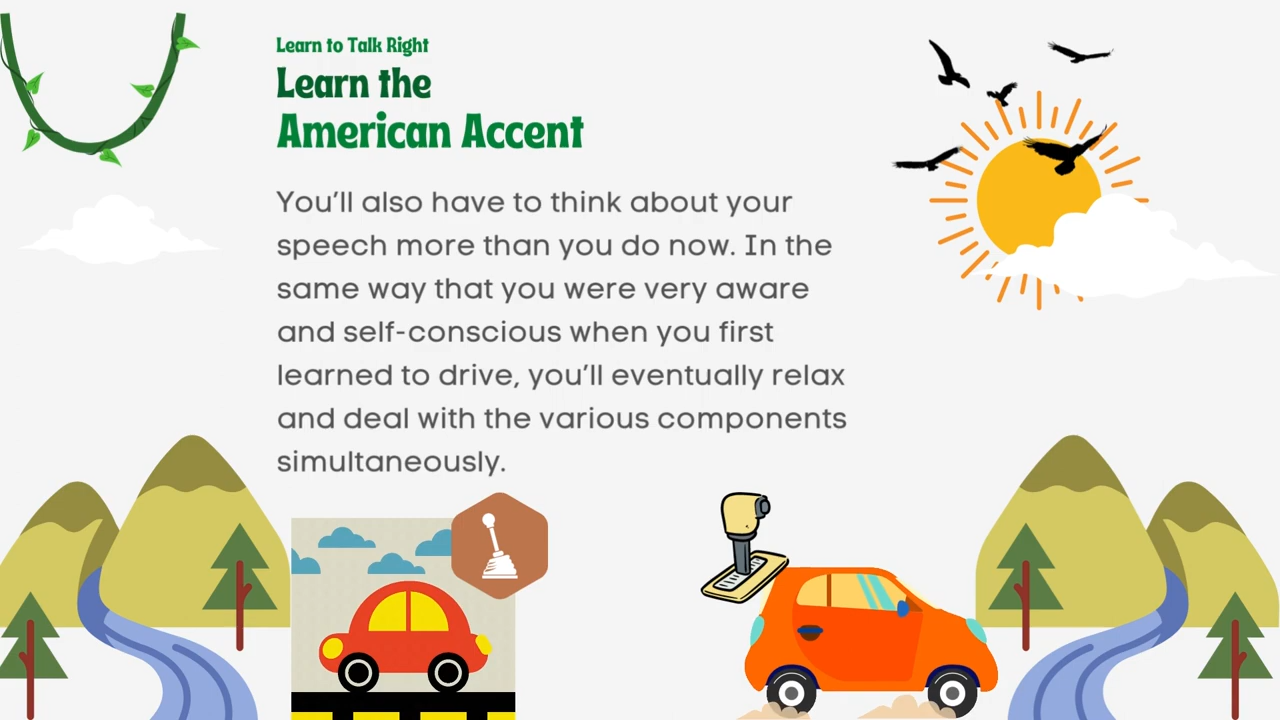 Learn to Talk Right
Learn the
American Accent
You’ll also have to think about your
speech more than you do now. In the
same way that you were very aware
and self-conscious when you first
learned to drive, you’ll eventually relax
and deal with the various components
simultaneously.